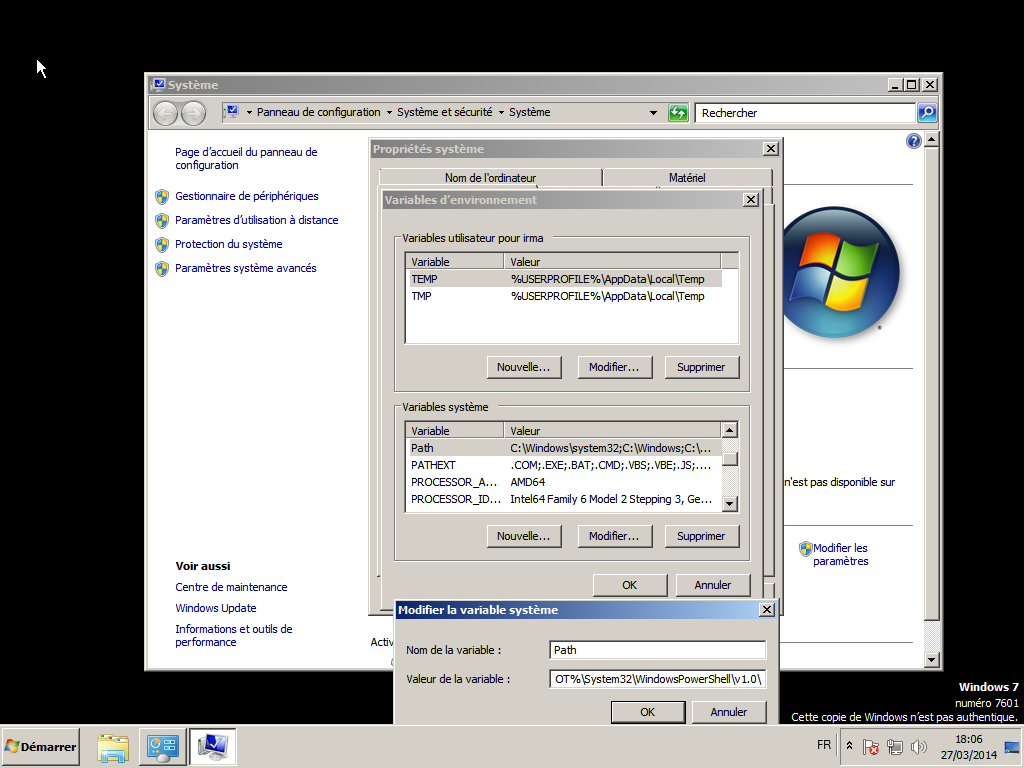 Système
Panneau de configuration
Système et sécurité
Système
Rechercher
Page d'accueil du panneau de
configuration
Gestionnaire de périphériques
Paramètres d'utilisation à distance
Protection du système
Paramètres système avancés
Voir aussi
Centre de maintenance
Windows Update
Informations et outils de
performance
Propriétés système
Nom de l'ordinateur
Matériel
Variables d'environnement
Variables utilisateur pour irma
Variable Valeur
TEMP %USERPROFILE%\AppData\Local\Temp
TMP %USERPROFILE%\AppData\Local\Temp
Nouvelle... Modifier... Supprimer
Variables système
Variable Valeur
Path C:\Windows\system32;C:\Windows;C:\...
PATHEXT .COM;.EXE;.BAT;.CMD;.VBS;.VBE;.JS;....
PROCESSOR_A... AMD64
PROCESSOR_ID... Intel64 Family 6 Model 2 Stepping 3, Ge...
Nouvelle... Modifier... Supprimer
OK Annuler
Modifier la variable système
Nom de la variable : Path
Valeur de la variable : OT%\System32\WindowsPowerShell\v1.0\
OK Annuler
n'est pas disponible sur
Modifier les
paramètres
Activ
Windows 7
numéro 7601
Cette copie de Windows n'est pas authentique.
Démarrer
FR
18:06
27/03/2014